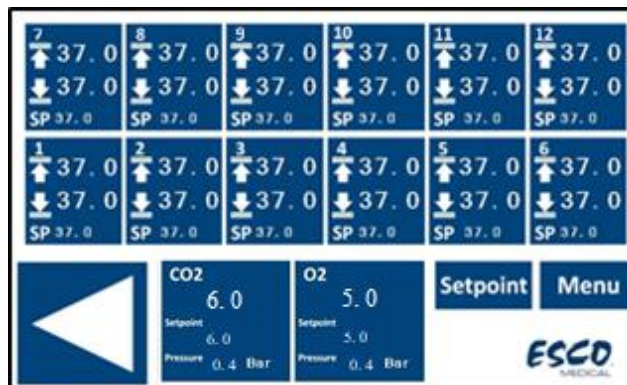 7 8 9 10 11 12
37.0 37.0 37.0 37.0 37.0 37.0
37.0 37.0 37.0 37.0 37.0 37.0
SP 37.0 SP 37.0 SP 37.0 SP 37.0 SP 37.0 SP 37.0
1 2 3 4 5 6
37.0 37.0 37.0 37.0 37.0 37.0
37.0 37.0 37.0 37.0 37.0 37.0
SP 37.0 SP 37.0 SP 37.0 SP 37.0 SP 37.0 SP 37.0
CO2 O2 Setpoint Menu
6.0 5.0
Setpoint Setpoint
6.0 5.0
Pressure 0.4 Bar Pressure 0.4 Bar
ESCO
MEDICAL